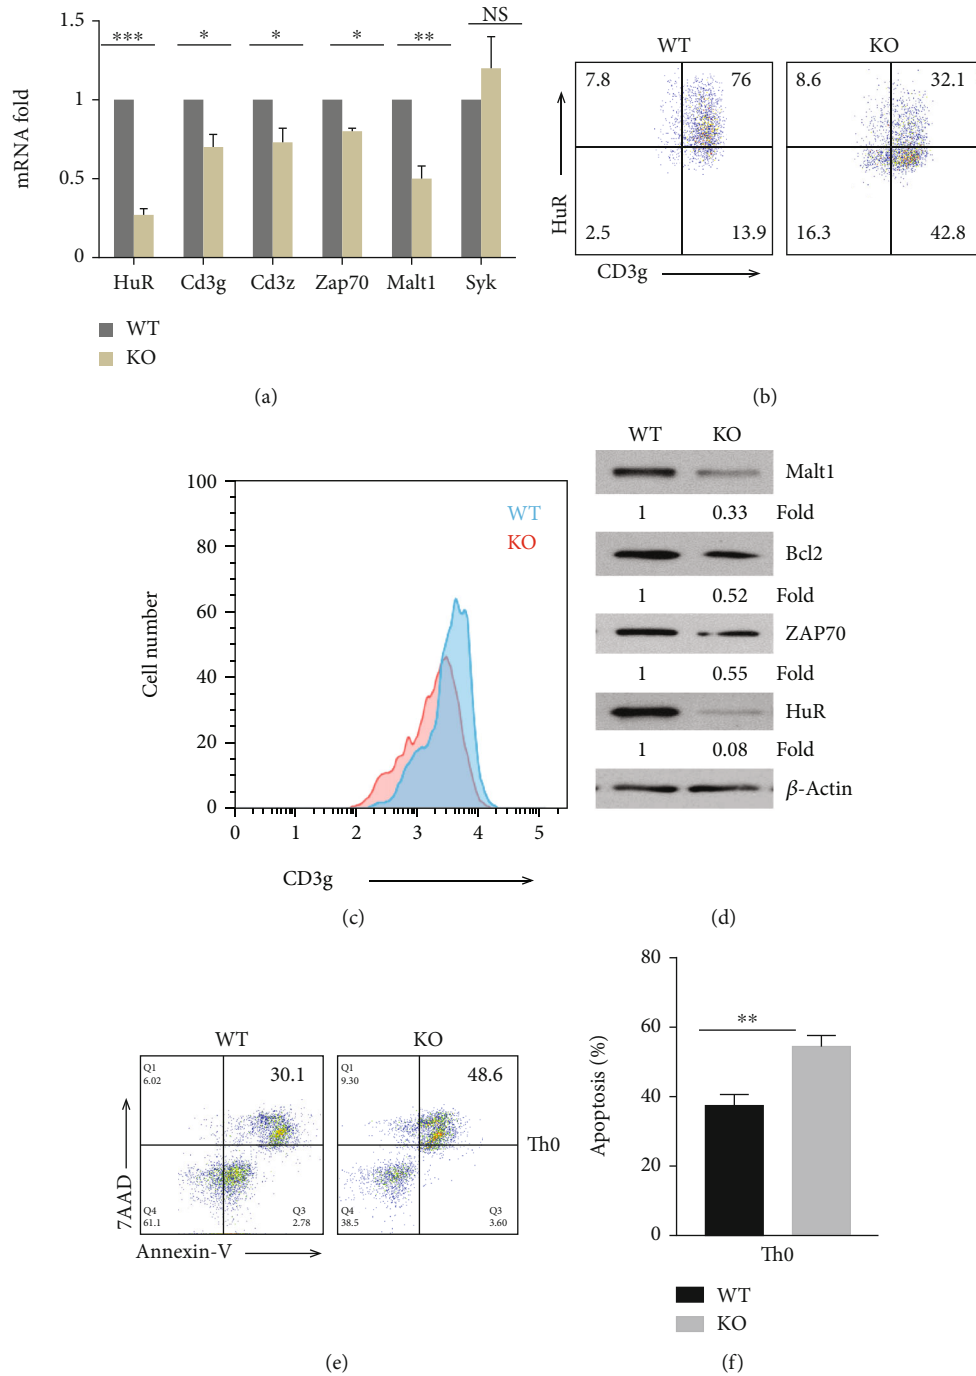 1.5
1
0.5
0
mRNA fold
*** * * * ** NS
HuR Cd3g Cd3z Zap70 Malt1 Syk
WT
KO
(a)
WT KO
7.8 76 8.6 32.1
2.5 13.9 16.3 42.8
HuR
CD3g
(b)
100
80
60
40
20
0
Cell number
WT
KO
0 1 2 3 4 5
CD3g
(c)
WT KO
Malt1
1 0.33 Fold
Bcl2
1 0.52 Fold
ZAP70
1 0.55 Fold
HuR
1 0.08 Fold
β-Actin
(d)
WT KO
Q1 Q1
6.02 30.1 9.30 48.6
Th0
Q4 Q3 Q4 Q3
61.1 2.78 38.5 3.60
7AAD
Annexin-V
(e)
80
60
40
20
0
Apoptosis (%)
**
Th0
WT
KO
(f)